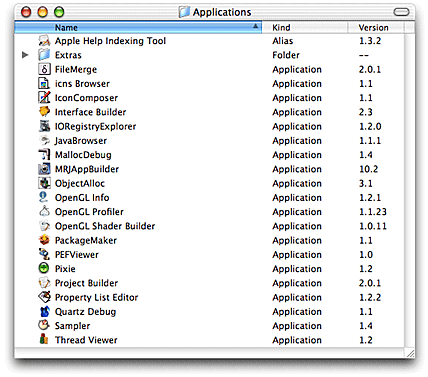 Applications
Name Kind Version
Apple Help Indexing Tool Alias 1.3.2
Extras Folder --
FileMerge Application 2.0.1
icns Browser Application 1.1
IconComposer Application 1.1
Interface Builder Application 2.3
IORegistryExplorer Application 1.2.0
JavaBrowser Application 1.1.1
MallocDebug Application 1.4
MRJAppBuilder Application 10.2
ObjectAlloc Application 3.1
OpenGL Info Application 1.2.1
OpenGL Profiler Application 1.1.23
OpenGL Shader Builder Application 1.0.11
PackageMaker Application 1.1
PEFViewer Application 1.0
Pixie Application 1.2
Project Builder Application 2.0.1
Property List Editor Application 1.2.2
Quartz Debug Application 1.1
Sampler Application 1.4
Thread Viewer Application 1.2